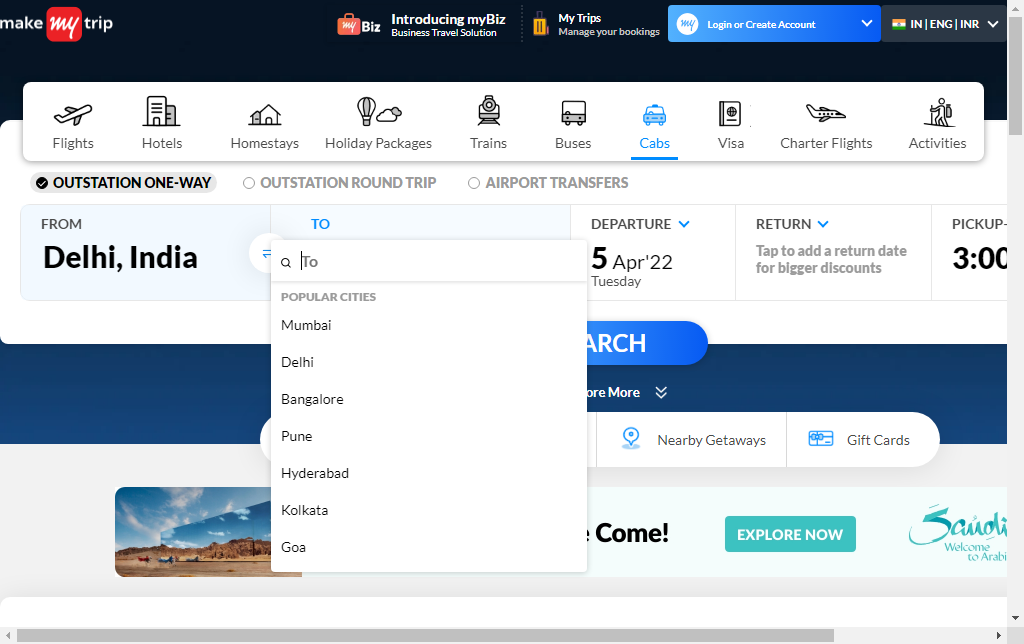 make my trip
my Biz
Introducing myBiz
Business Travel Solution
My Trips
Manage your bookings
my
Login or Create Account
IN | ENG | INR
Flights
Hotels
Homestays
Holiday Packages
Trains
Buses
Cabs
Visa
Charter Flights
Activities
OUTSTATION ONE-WAY
OUTSTATION ROUND TRIP
AIRPORT TRANSFERS
FROM
Delhi, India
TO
To
DEPARTURE
5 Apr'22
Tuesday
RETURN
Tap to add a return date
for bigger discounts
PICKUP-
3:00
POPULAR CITIES
Mumbai
Delhi
Bangalore
Pune
Hyderabad
Kolkata
Goa
ARCH
ore More
Nearby Getaways
Gift Cards
Come!
EXPLORE NOW
Saudi
Welcome
to Arabi